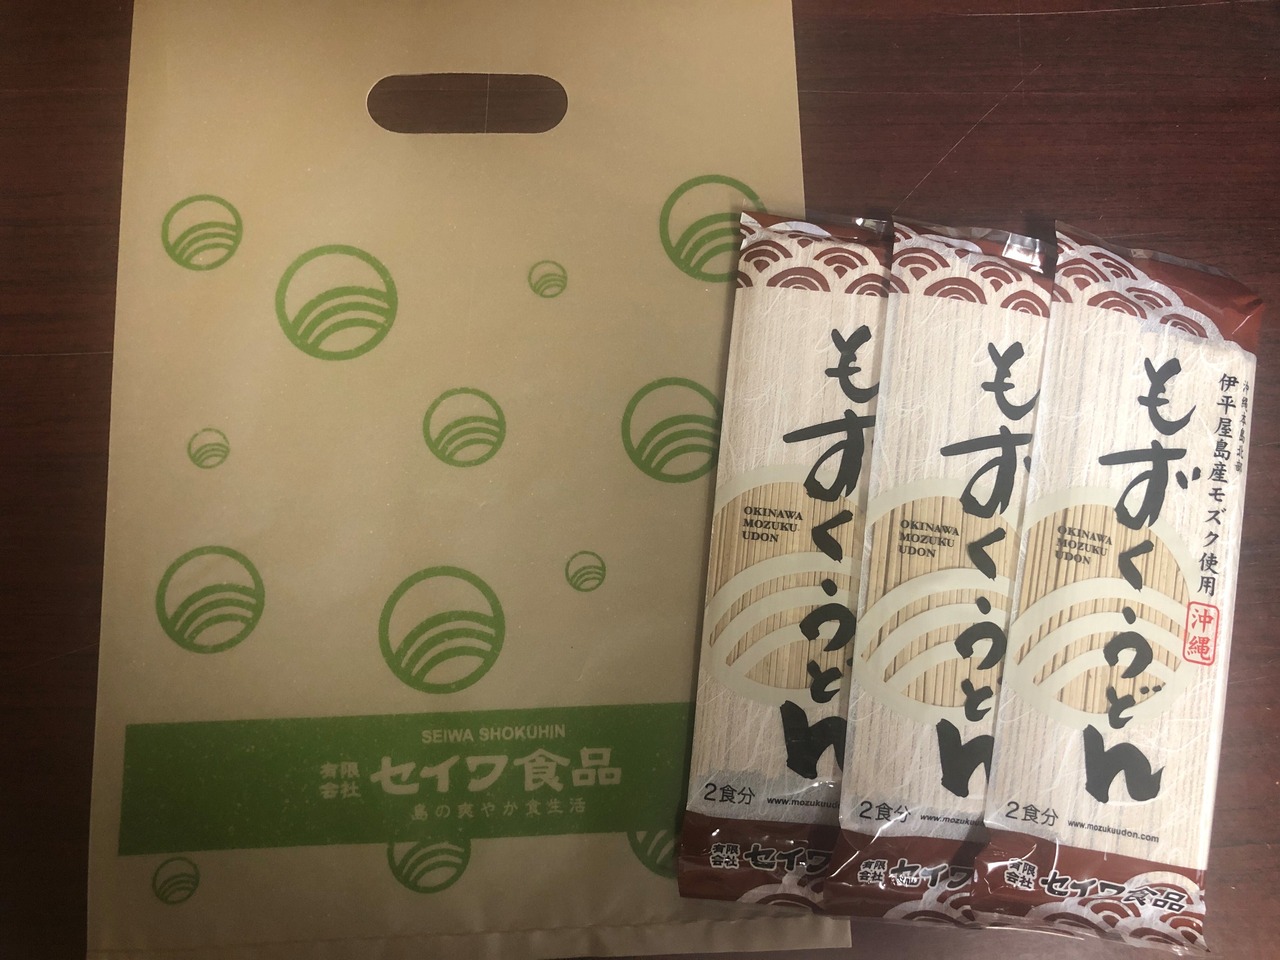 SEIWA SHOKUHIN
有限会社
セイワ食品
島の爽やか食生活
もずくうどん
OKINAWA
MOZUKU
UDON
2食分
www.mozukuud
有限会社
セイワ
もずくうどん
OKINAWA
MOZUKU
UDON
2食分
www.mozuku
有限会社
セイワ
沖縄本島北部
伊平屋島産モズク使用
沖縄
もずくうどん
OKINAWA
MOZUKU
UDON
2食分
www.mozukuudon.com
有限会社
セイワ食品